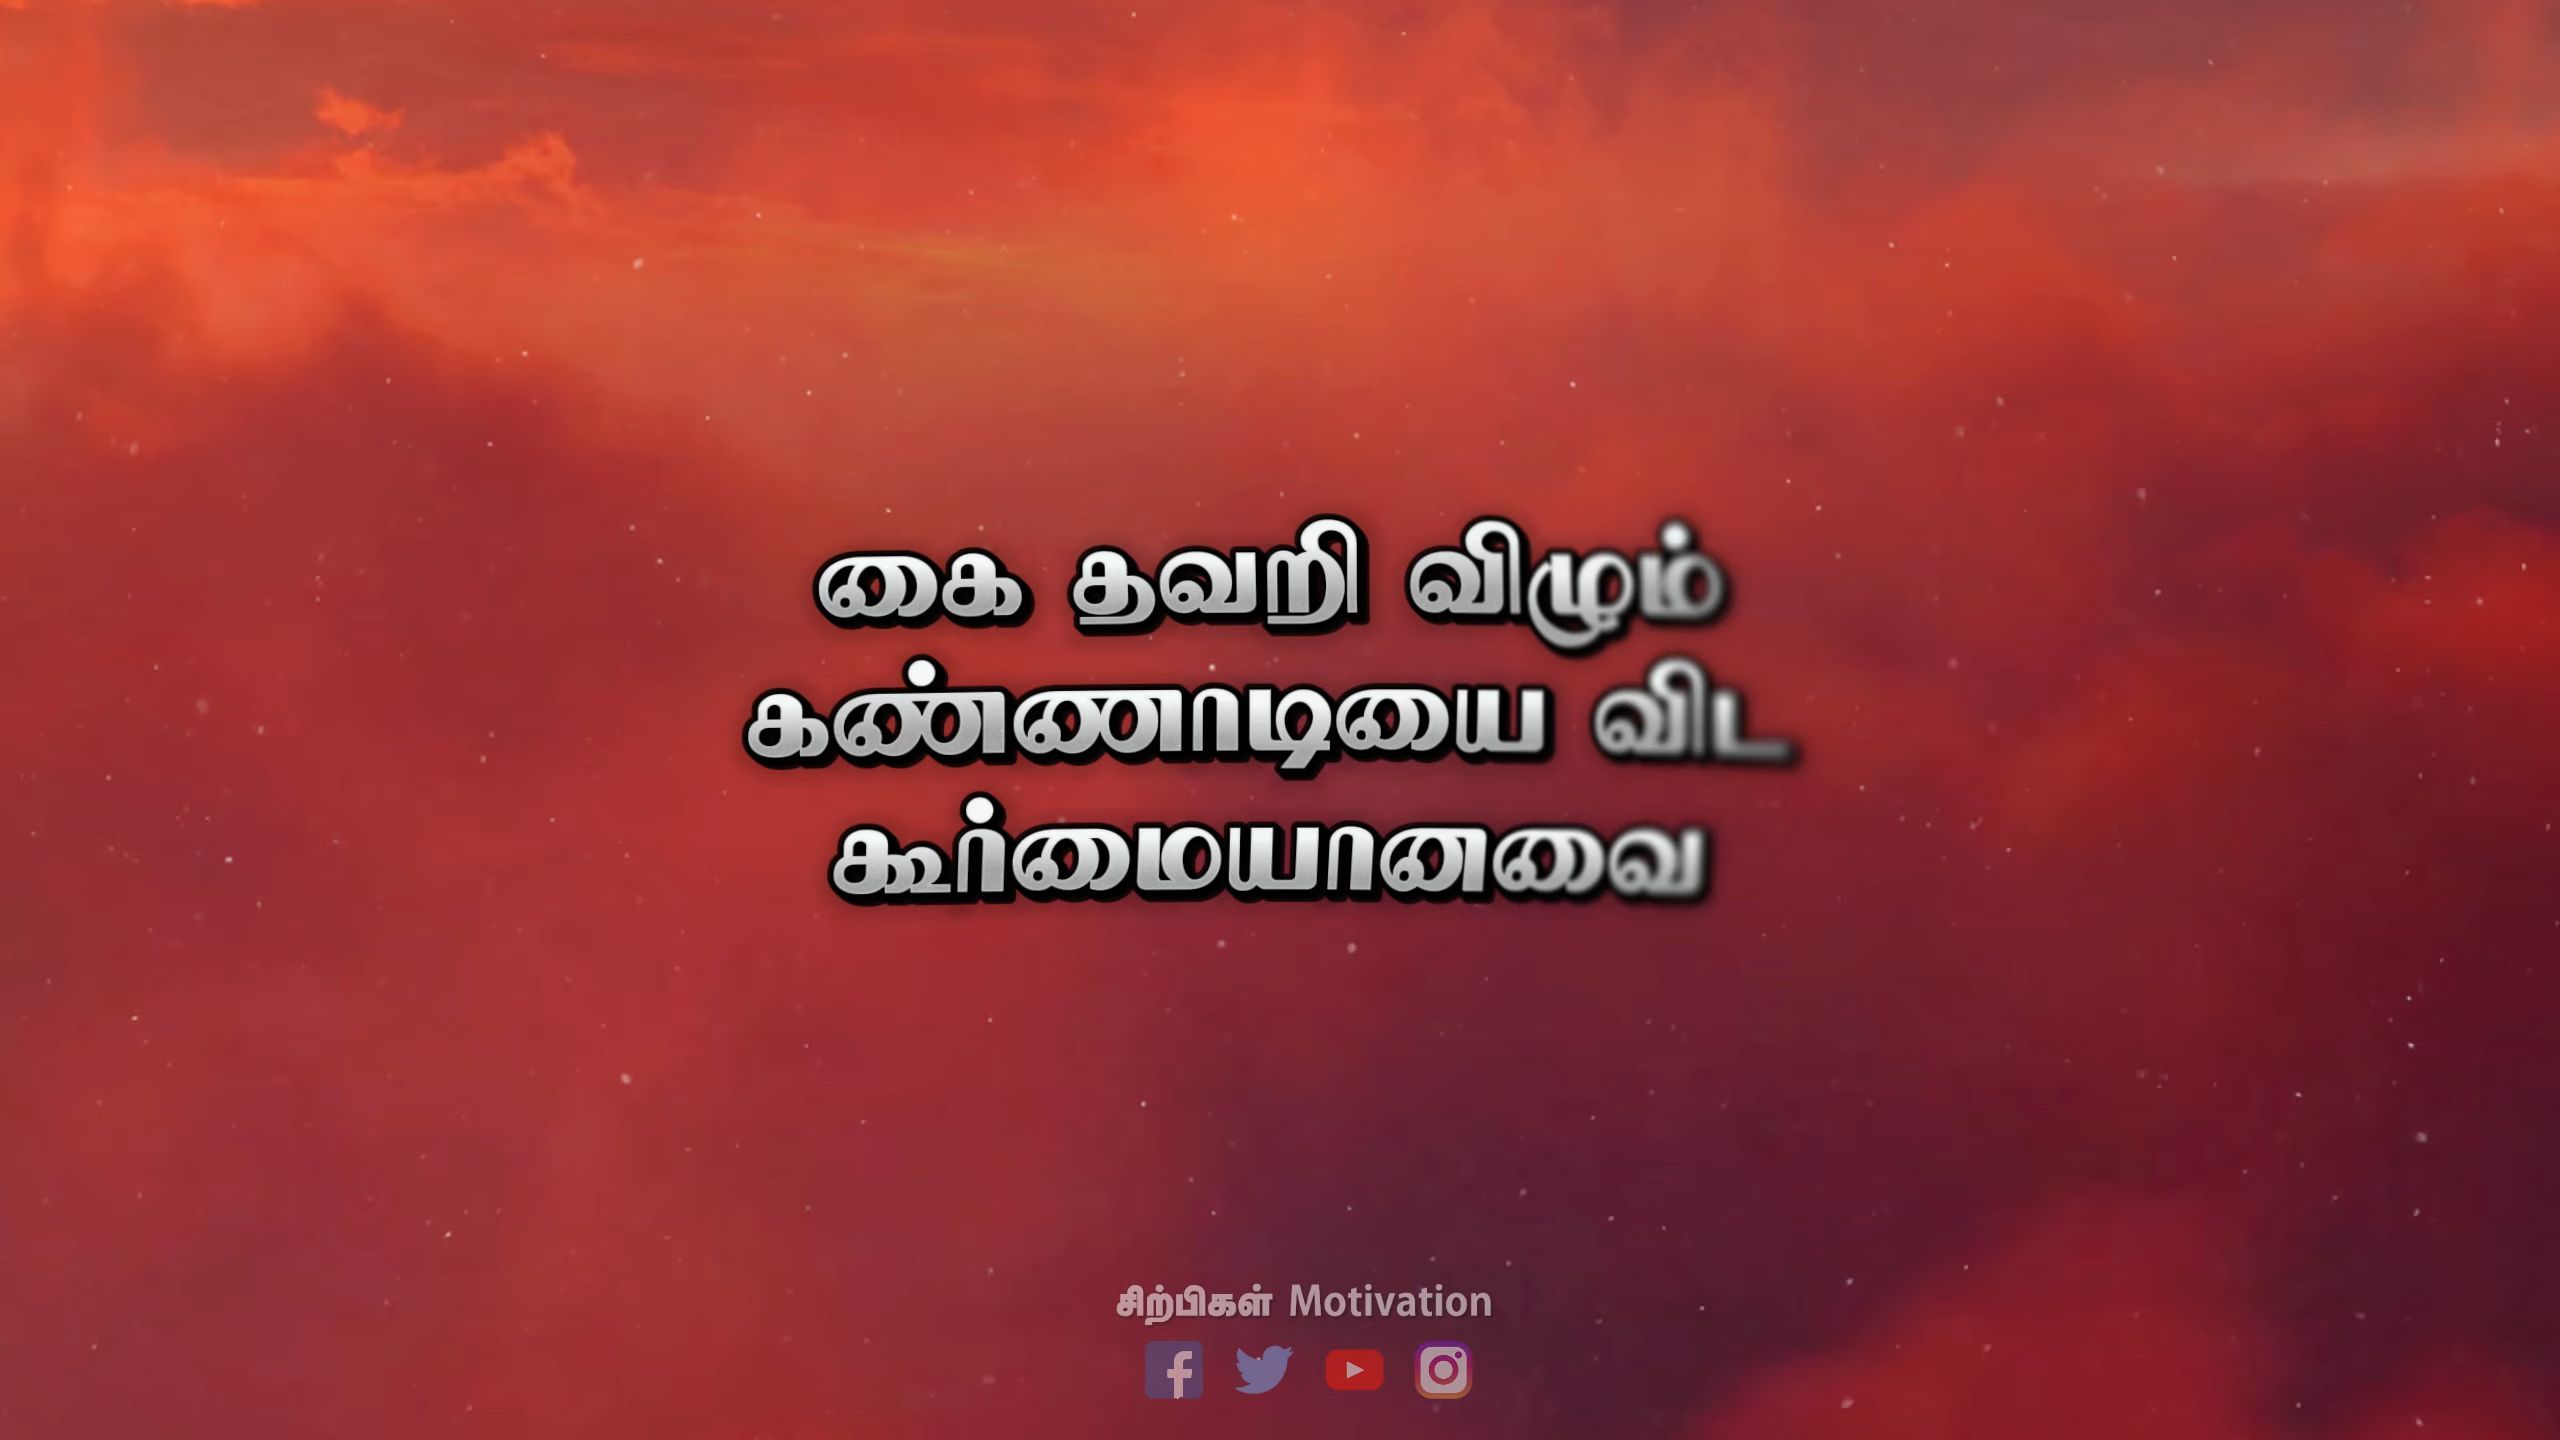 கை தவறி விழும்
கண்ணாடியை விட
கூர்மையானவை
சிற்பிகள் Motivation